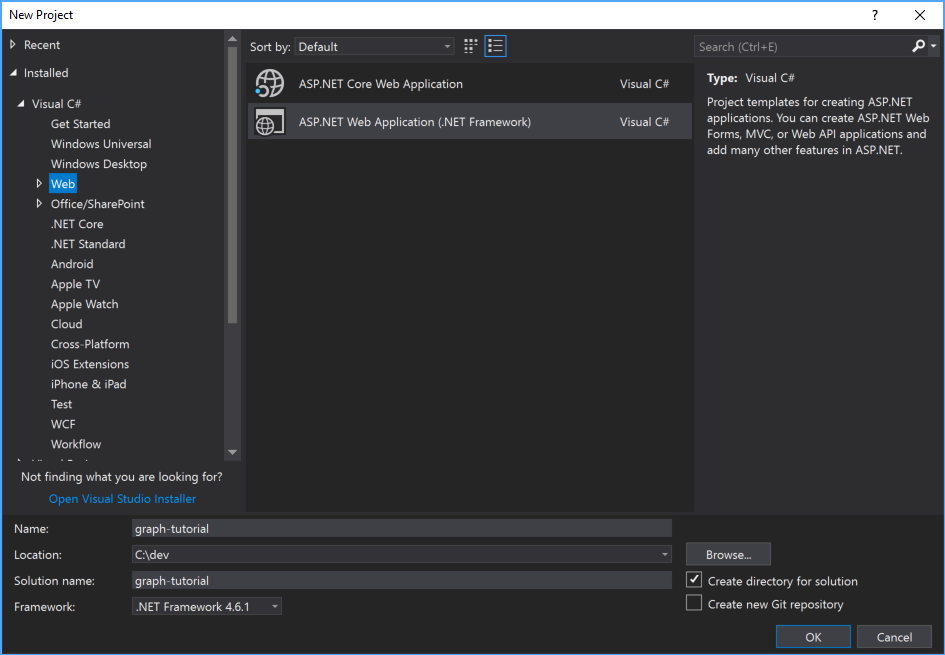 New Project
?
Recent
Installed
Visual C#
Get Started
Windows Universal
Windows Desktop
Web
Office/SharePoint
.NET Core
.NET Standard
Android
Apple TV
Apple Watch
Cloud
Cross-Platform
iOS Extensions
iPhone & iPad
Test
WCF
Workflow
Not finding what you are looking for?
Open Visual Studio Installer
Sort by: Default
ASP.NET Core Web Application Visual C#
ASP.NET Web Application (.NET Framework) Visual C#
Search (Ctrl+E)
Type: Visual C#
Project templates for creating ASP.NET
applications. You can create ASP.NET Web
Forms, MVC, or Web API applications and
add many other features in ASP.NET.
Name: graph-tutorial
Location: C:\dev
Browse...
Solution name: graph-tutorial
Create directory for solution
Framework: .NET Framework 4.6.1
Create new Git repository
OK
Cancel